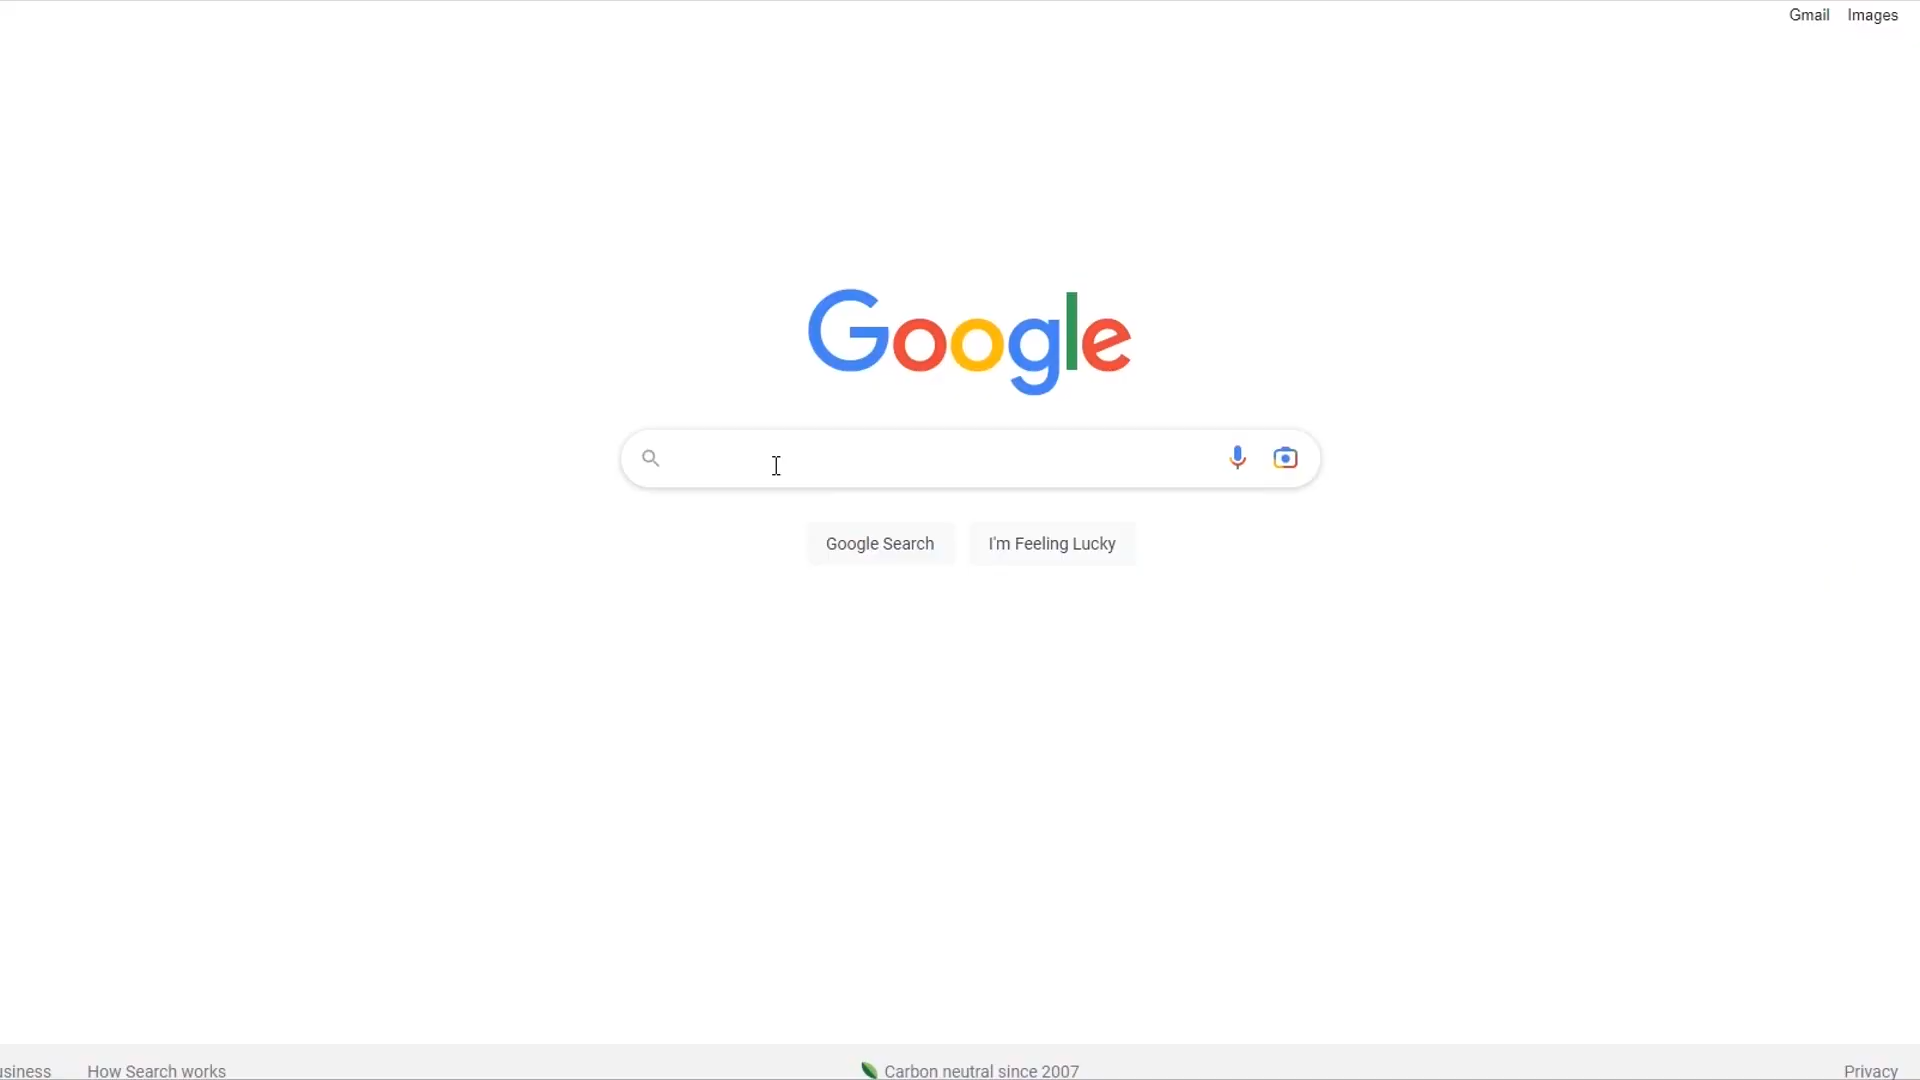 Gmail Images
Google
Google Search I'm Feeling Lucky
usiness How Search works Carbon neutral since 2007 Privacy